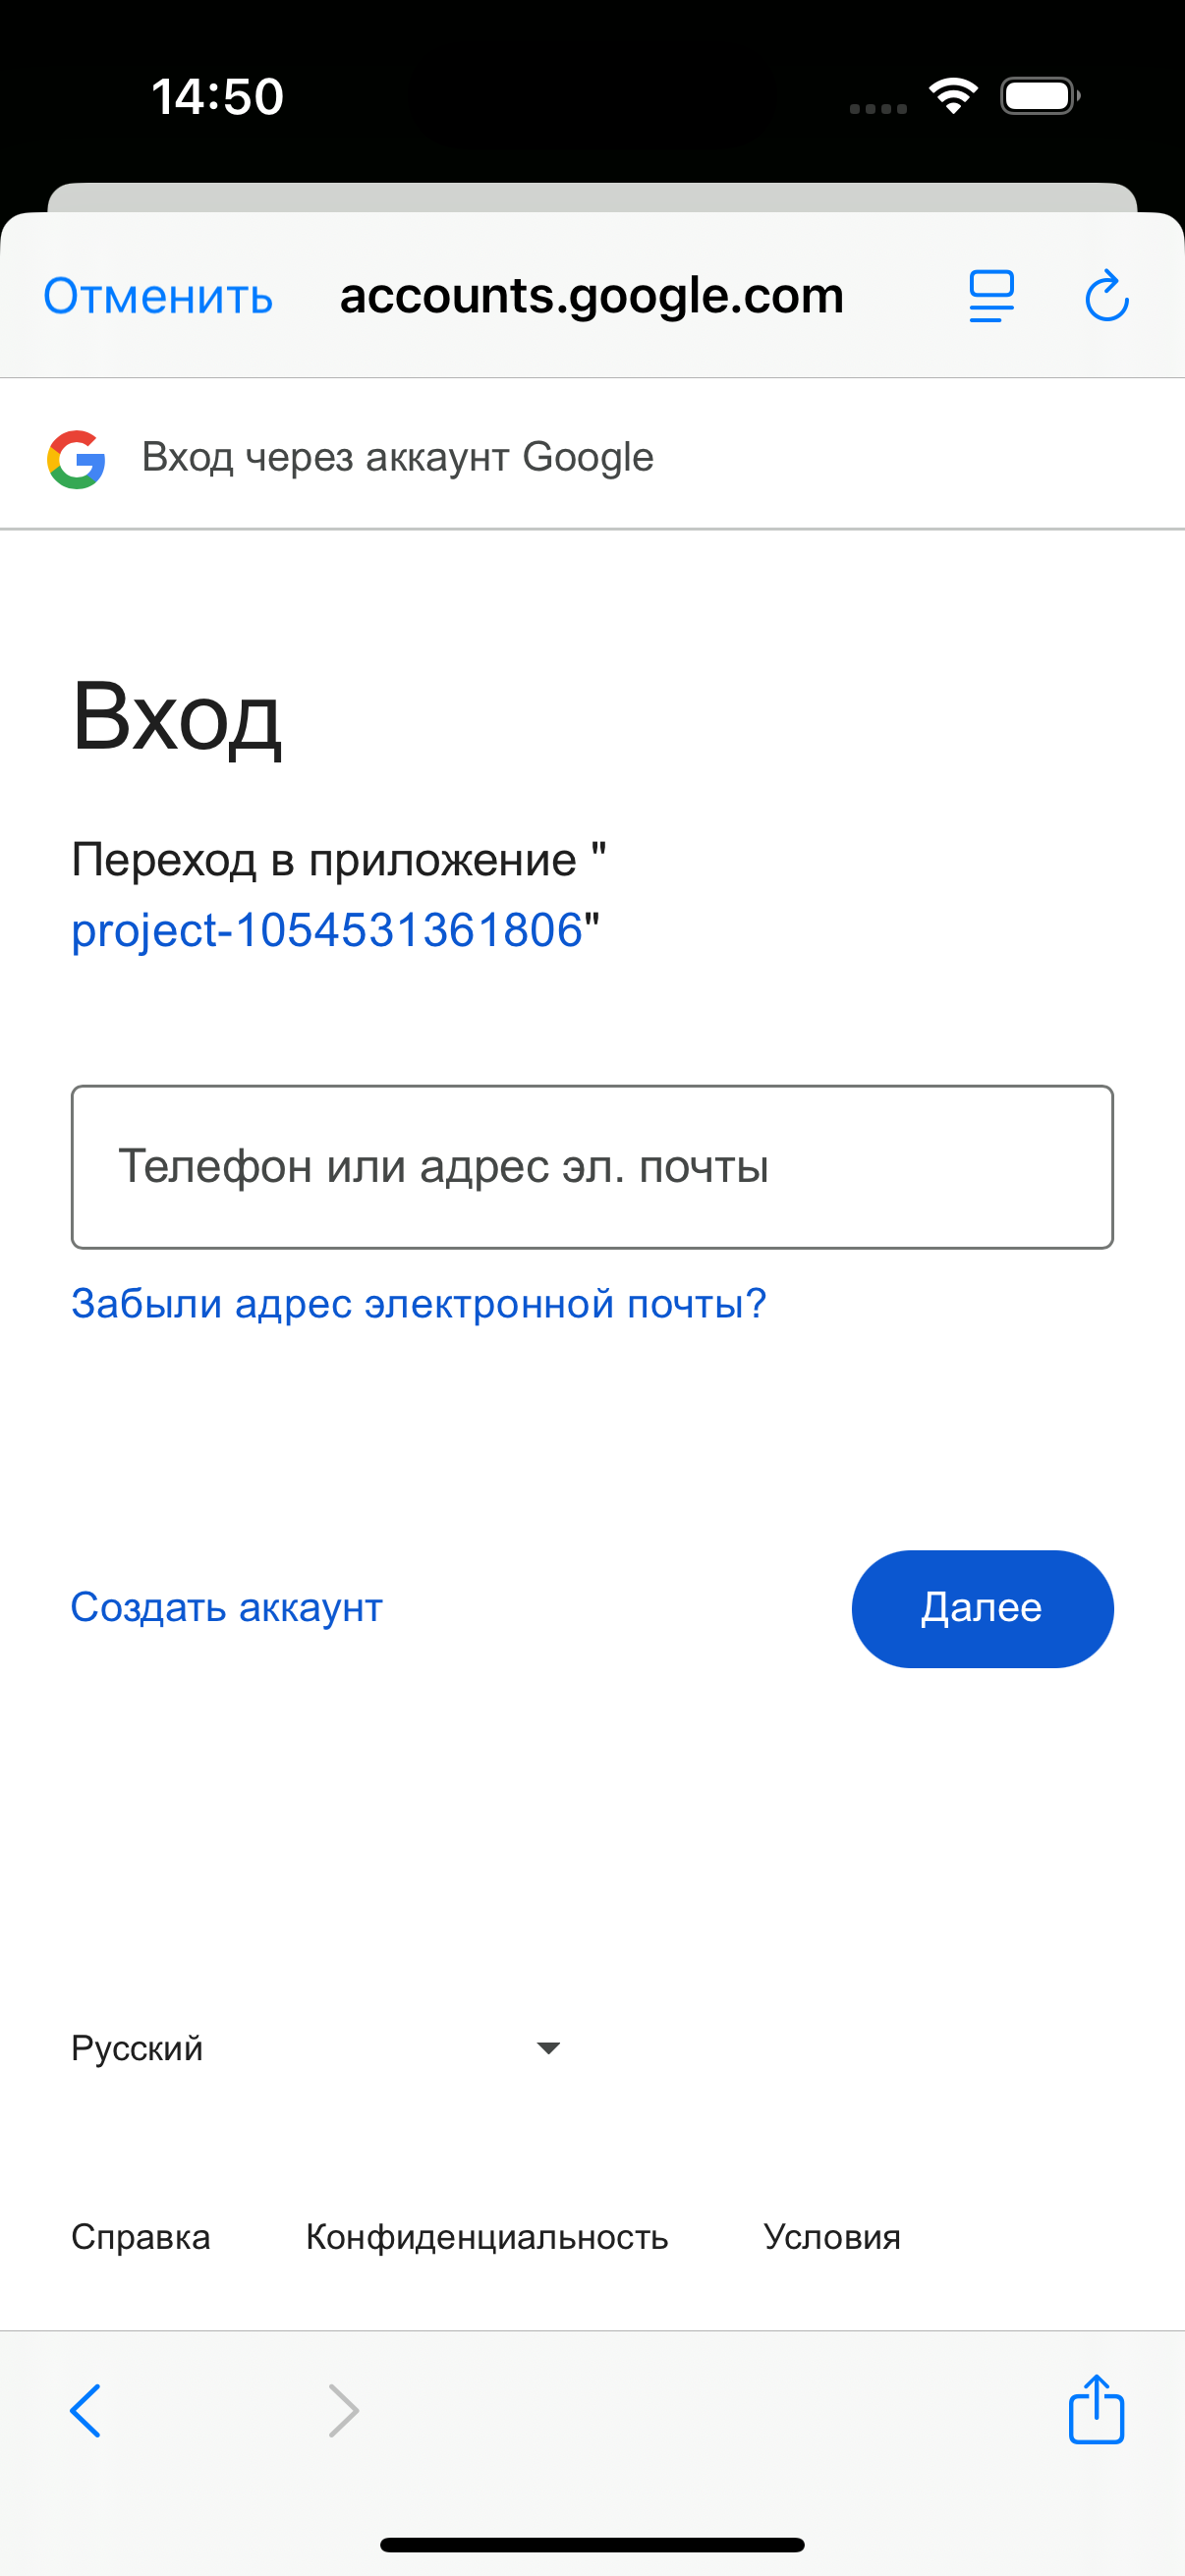 14:50
Отменить accounts.google.com
Вход через аккаунт Google
Вход
Переход в приложение "
project-1054531361806"
Телефон или адрес эл. почты
Забыли адрес электронной почты?
Создать аккаунт Далее
Русский
Справка Конфиденциальность Условия